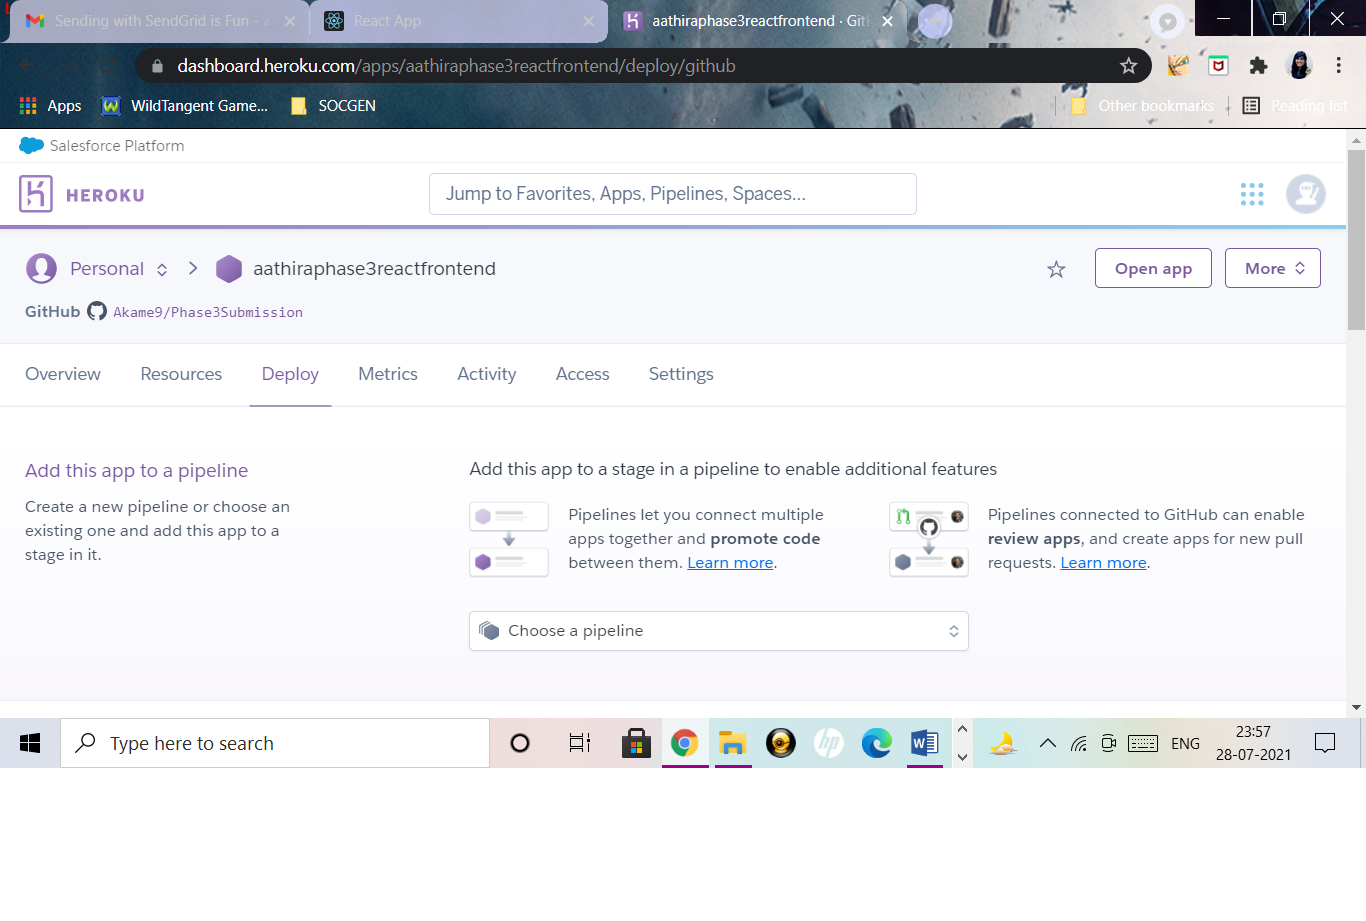 Sending with SendGrid is Fun - a
React App
aathiraphase3reactfrontend · Git
dashboard.heroku.com/apps/aathiraphase3reactfrontend/deploy/github
Apps
WildTangent Game...
SOCGEN
Other bookmarks
Reading list
Salesforce Platform
HEROKU
Jump to Favorites, Apps, Pipelines, Spaces...
Personal
aathiraphase3reactfrontend
Open app
More
GitHub Akame9/Phase3Submission
Overview
Resources
Deploy
Metrics
Activity
Access
Settings
Add this app to a pipeline
Create a new pipeline or choose an
existing one and add this app to a
stage in it.
Add this app to a stage in a pipeline to enable additional features
Pipelines let you connect multiple
apps together and promote code
between them. Learn more.
Pipelines connected to GitHub can enable
review apps, and create apps for new pull
requests. Learn more.
Choose a pipeline
Type here to search
hp
W
ENG
23:57
28-07-2021